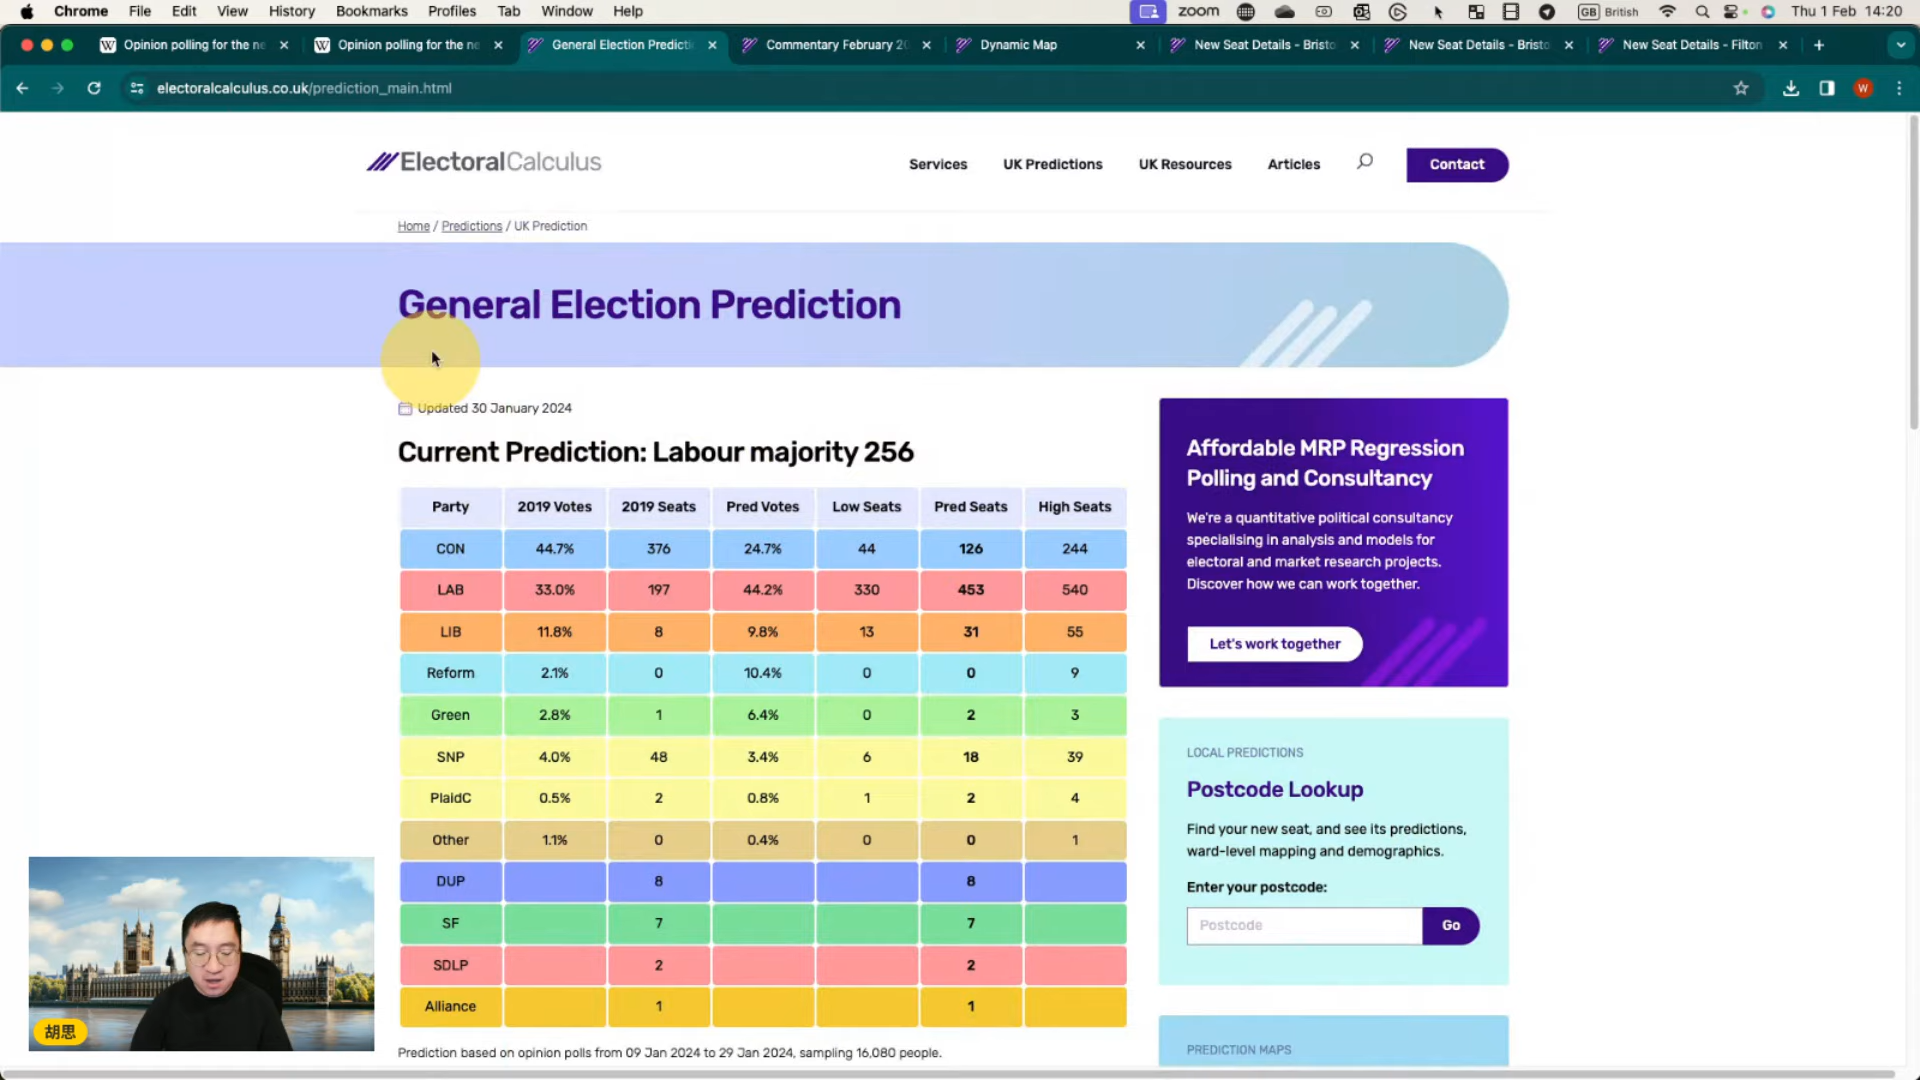 Chrome File Edit View History Bookmarks Profiles Tab Window Help zoom GB British Thu 1 Feb 14:20
Opinion polling for the ne Opinion polling for the ne General Election Predicti Commentary February 20 Dynamic Map New Seat Details - Bristo New Seat Details - Bristo New Seat Details - Filton
electoralcalculus.co.uk/prediction_main.html W
ElectoralCalculus Services UK Predictions UK Resources Articles Contact
Home / Predictions / UK Prediction
General Election Prediction
Updated 30 January 2024
Current Prediction: Labour majority 256
Party 2019 Votes 2019 Seats Pred Votes Low Seats Pred Seats High Seats
CON 44.7% 376 24.7% 44 126 244
LAB 33.0% 197 44.2% 330 453 540
LIB 11.8% 8 9.8% 13 31 55
Reform 2.1% 0 10.4% 0 0 9
Green 2.8% 1 6.4% 0 2 3
SNP 4.0% 48 3.4% 6 18 39
PlaidC 0.5% 2 0.8% 1 2 4
Other 1.1% 0 0.4% 0 0 1
DUP 8 8
SF 7 7
SDLP 2 2
Alliance 1 1
Prediction based on opinion polls from 09 Jan 2024 to 29 Jan 2024, sampling 16,080 people.
Affordable MRP Regression
Polling and Consultancy
We're a quantitative political consultancy
specialising in analysis and models for
electoral and market research projects.
Discover how we can work together.
Let's work together
LOCAL PREDICTIONS
Postcode Lookup
Find your new seat, and see its predictions,
ward-level mapping and demographics.
Enter your postcode:
Postcode Go
PREDICTION MAPS
胡思